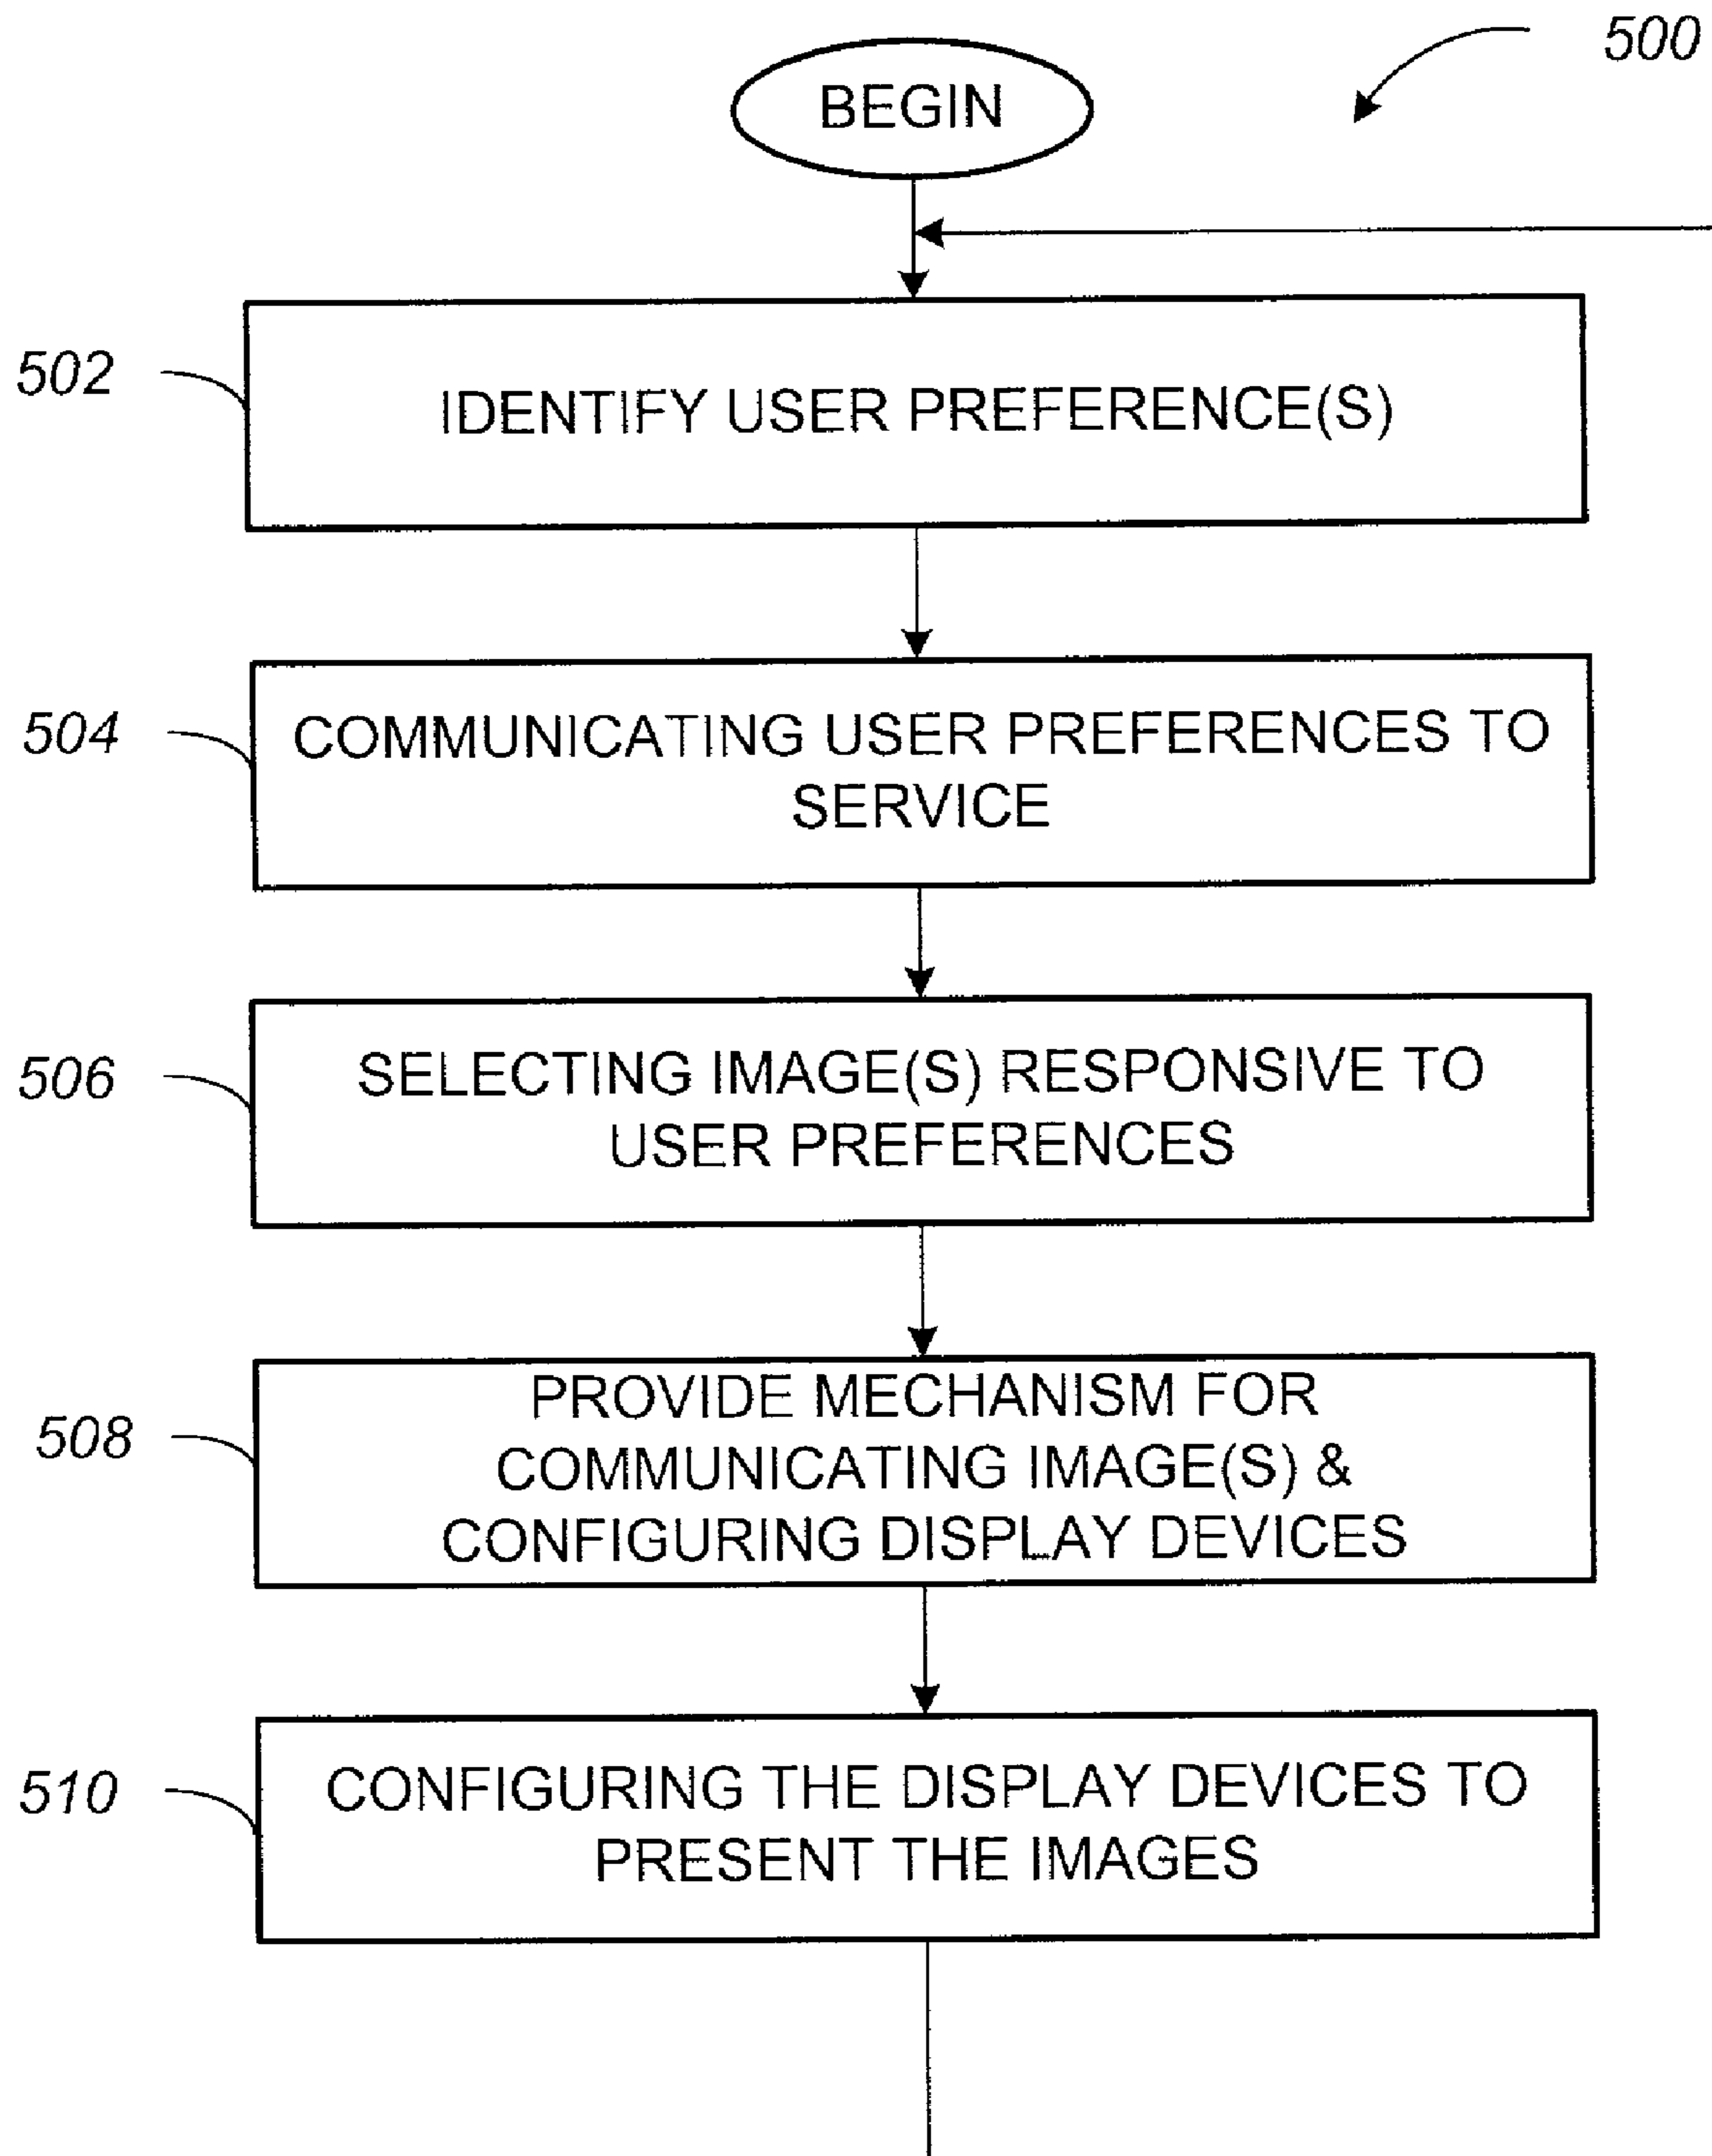 500
BEGIN
502
IDENTIFY USER PREFERENCE(S)
504
COMMUNICATING USER PREFERENCES TO
SERVICE
506
SELECTING IMAGE(S) RESPONSIVE TO
USER PREFERENCES
508
PROVIDE MECHANISM FOR
COMMUNICATING IMAGE(S) &
CONFIGURING DISPLAY DEVICES
510
CONFIGURING THE DISPLAY DEVICES TO
PRESENT THE IMAGES